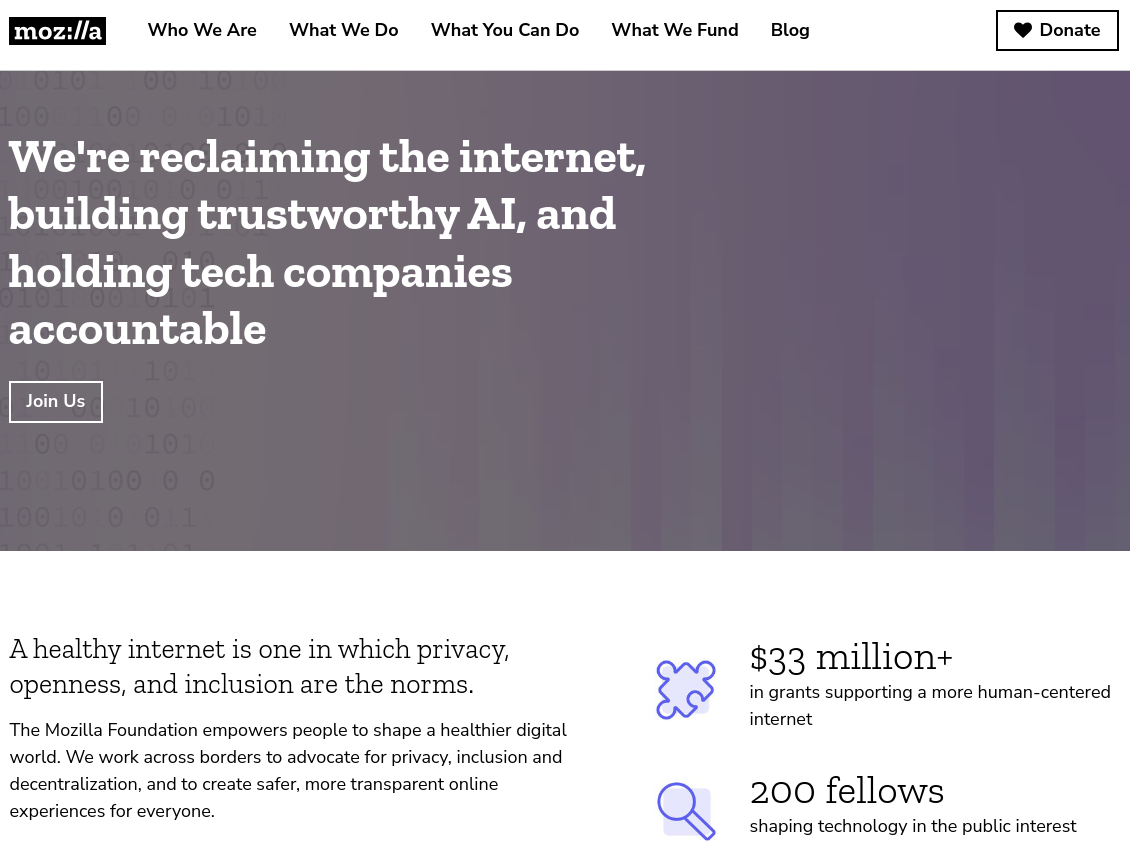 moz://a
Who We Are
What We Do
What You Can Do
What We Fund
Blog
Donate
We're reclaiming the internet,
building trustworthy AI, and
holding tech companies
accountable
Join Us
A healthy internet is one in which privacy,
openness, and inclusion are the norms.
The Mozilla Foundation empowers people to shape a healthier digital
world. We work across borders to advocate for privacy, inclusion and
decentralization, and to create safer, more transparent online
experiences for everyone.
$33 million+
in grants supporting a more human-centered
internet
200 fellows
shaping technology in the public interest